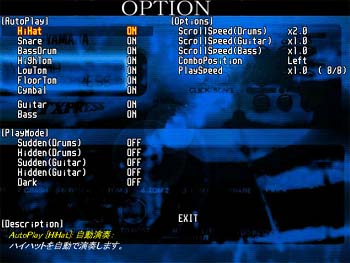 OPTION
[AutoPlay]
HiHat ON
Snare ON
BassDrum ON
HighTom ON
LowTom ON
FloorTom ON
Cymbal ON
Guitar ON
Bass ON
[Options]
ScrollSpeed(Drums) x2.0
ScrollSpeed(Guitar) x1.0
ScrollSpeed(Bass) x1.0
ComboPosition Left
PlaySpeed x1.0 ( 8/8)
[PlayMode]
Sudden(Drums) OFF
Hidden(Drums) OFF
Sudden(Guitar) OFF
Hidden(Guitar) OFF
Dark OFF
EXIT
[Description]
AutoPlay [HiHat]: 自動演奏:
ハイハットを自動で演奏します。